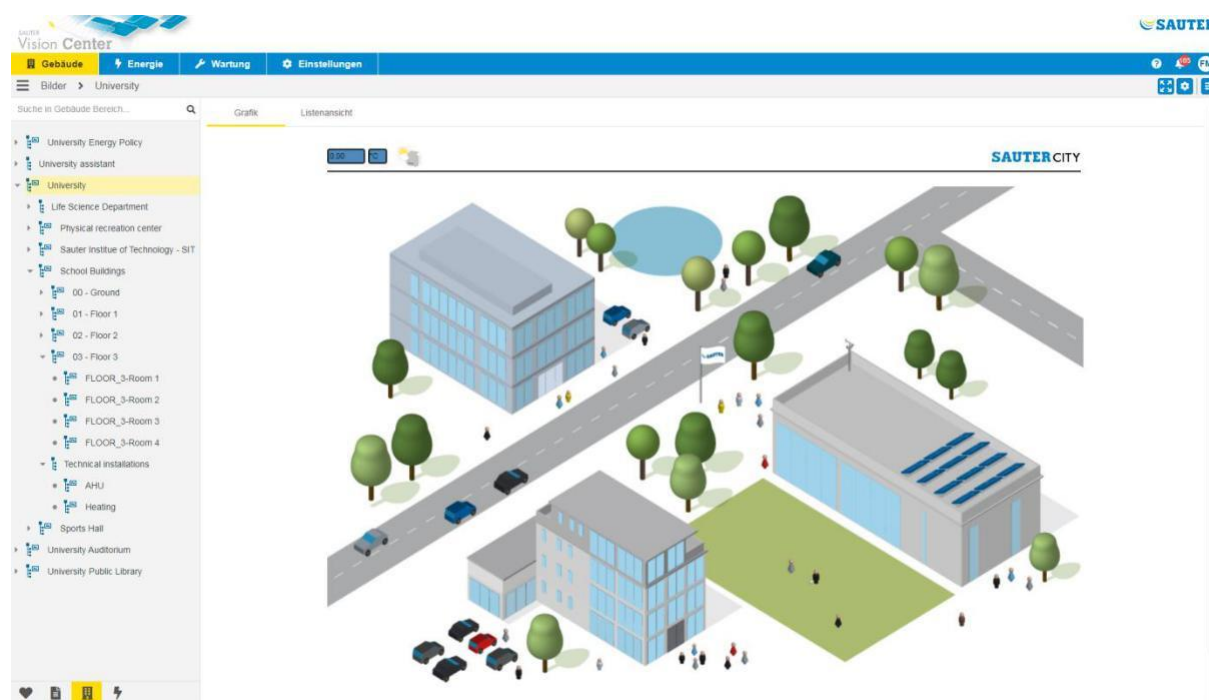 SAUTER
Vision Center
SAUTER
Gebäude
Energie
Wartung
Einstellungen
FM
Bilder > University
Suche in Gebäude Bereich...
Grafik
Listenansicht
University Energy Policy
University assistant
University
Life Science Department
Physical recreation center
Sauter Institue of Technology - SIT
School Buildings
00 - Ground
01 - Floor 1
02 - Floor 2
03 - Floor 3
FLOOR_3-Room 1
FLOOR_3-Room 2
FLOOR_3-Room 3
FLOOR_3-Room 4
Technical installations
AHU
Heating
Sports Hall
University Auditorium
University Public Library
°C
SAUTER CITY
SAUTER